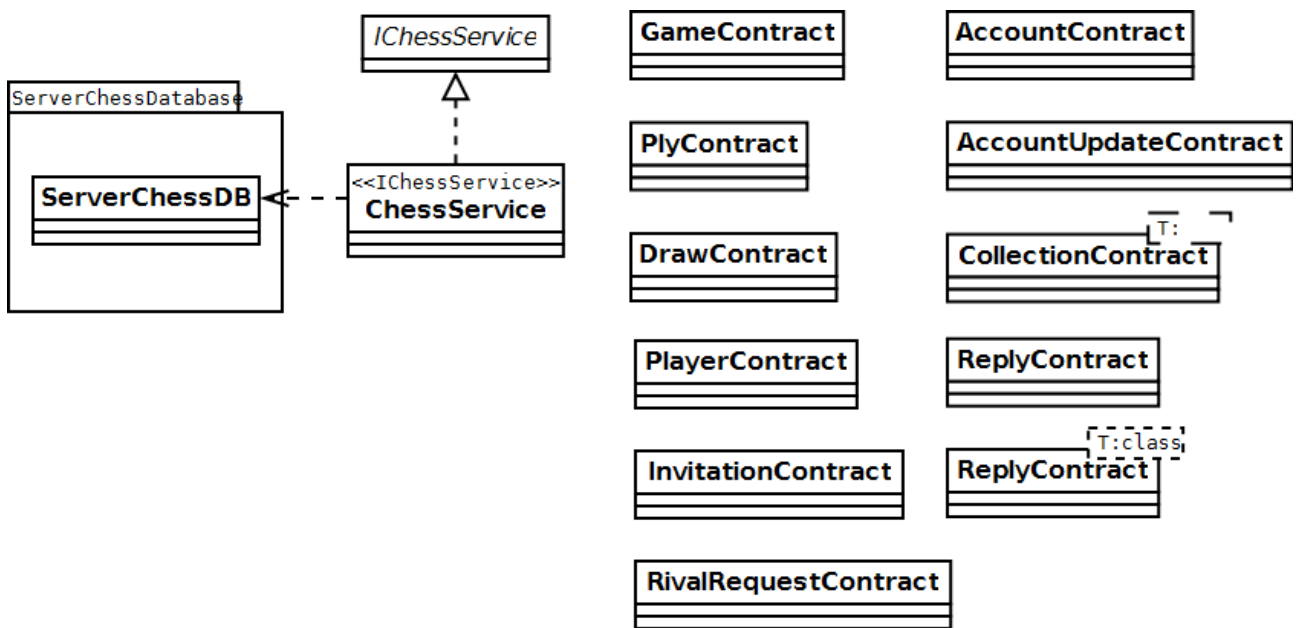 IChessService
ServerChessDatabase
ServerChessDB
<<IChessService>>
ChessService
GameContract
PlyContract
DrawContract
PlayerContract
InvitationContract
RivalRequestContract
AccountContract
AccountUpdateContract
T:
CollectionContract
ReplyContract
T:class
ReplyContract